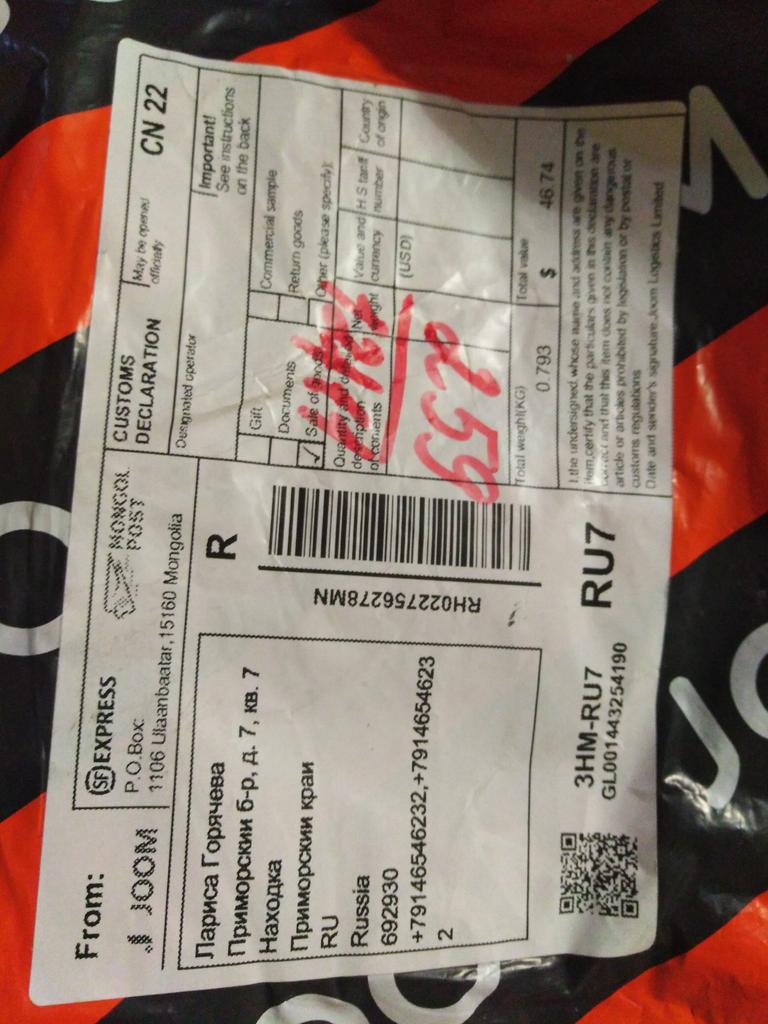 From:
JOOM
SF EXPRESS
MONGOL
POST
P.O.Box:
1106 Ulaanbaatar,15160 Mongolia
Лариса Горячева
Приморский б-р, д. 7, кв. 7
Находка
Приморский край
RU
Russia
692930
+79146546232,+7914654623
2
R
RH022756278MN
3HM-RU7
GL001443254190
RU7
CUSTOMS
DECLARATION
May be opened
officially
CN 22
Designated operator
Important!
See instructions
on the back
Gift
Commercial sample
Documents
Return goods
✓ Sale of goods
Other (please specify):
Quantity and detailed
description
of contents
Net
weight
Value and
currency
H S tariff
number
Country
of origin
(USD)
259
Total weight(KG)
0.793
Total value
$ 46.74
I,the undersigned,whose name and address are given on the
item,certify that the particulars given in this declaration are
correct and that this item does not contain any dangerous
article or articles prohibited by legislation or by postal or
customs regulations
Date and sender's signature:Joom Logistics Limited
JOOM